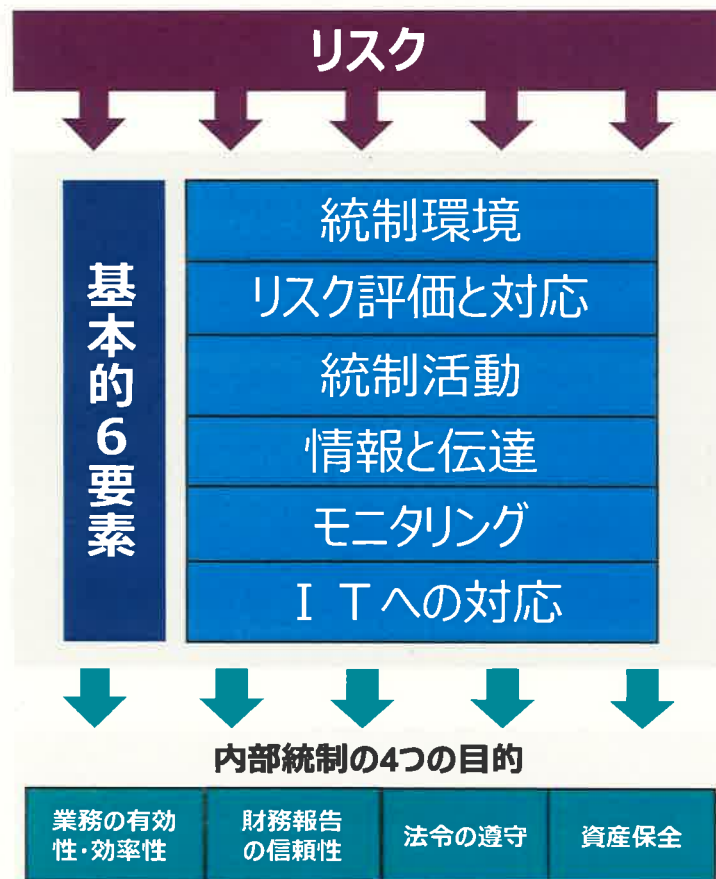 リスク
基本的6要素
統制環境
リスク評価と対応
統制活動
情報と伝達
モニタリング
ＩＴへの対応
内部統制の4つの目的
業務の有効
性・効率性
財務報告
の信頼性
法令の遵守
資産保全